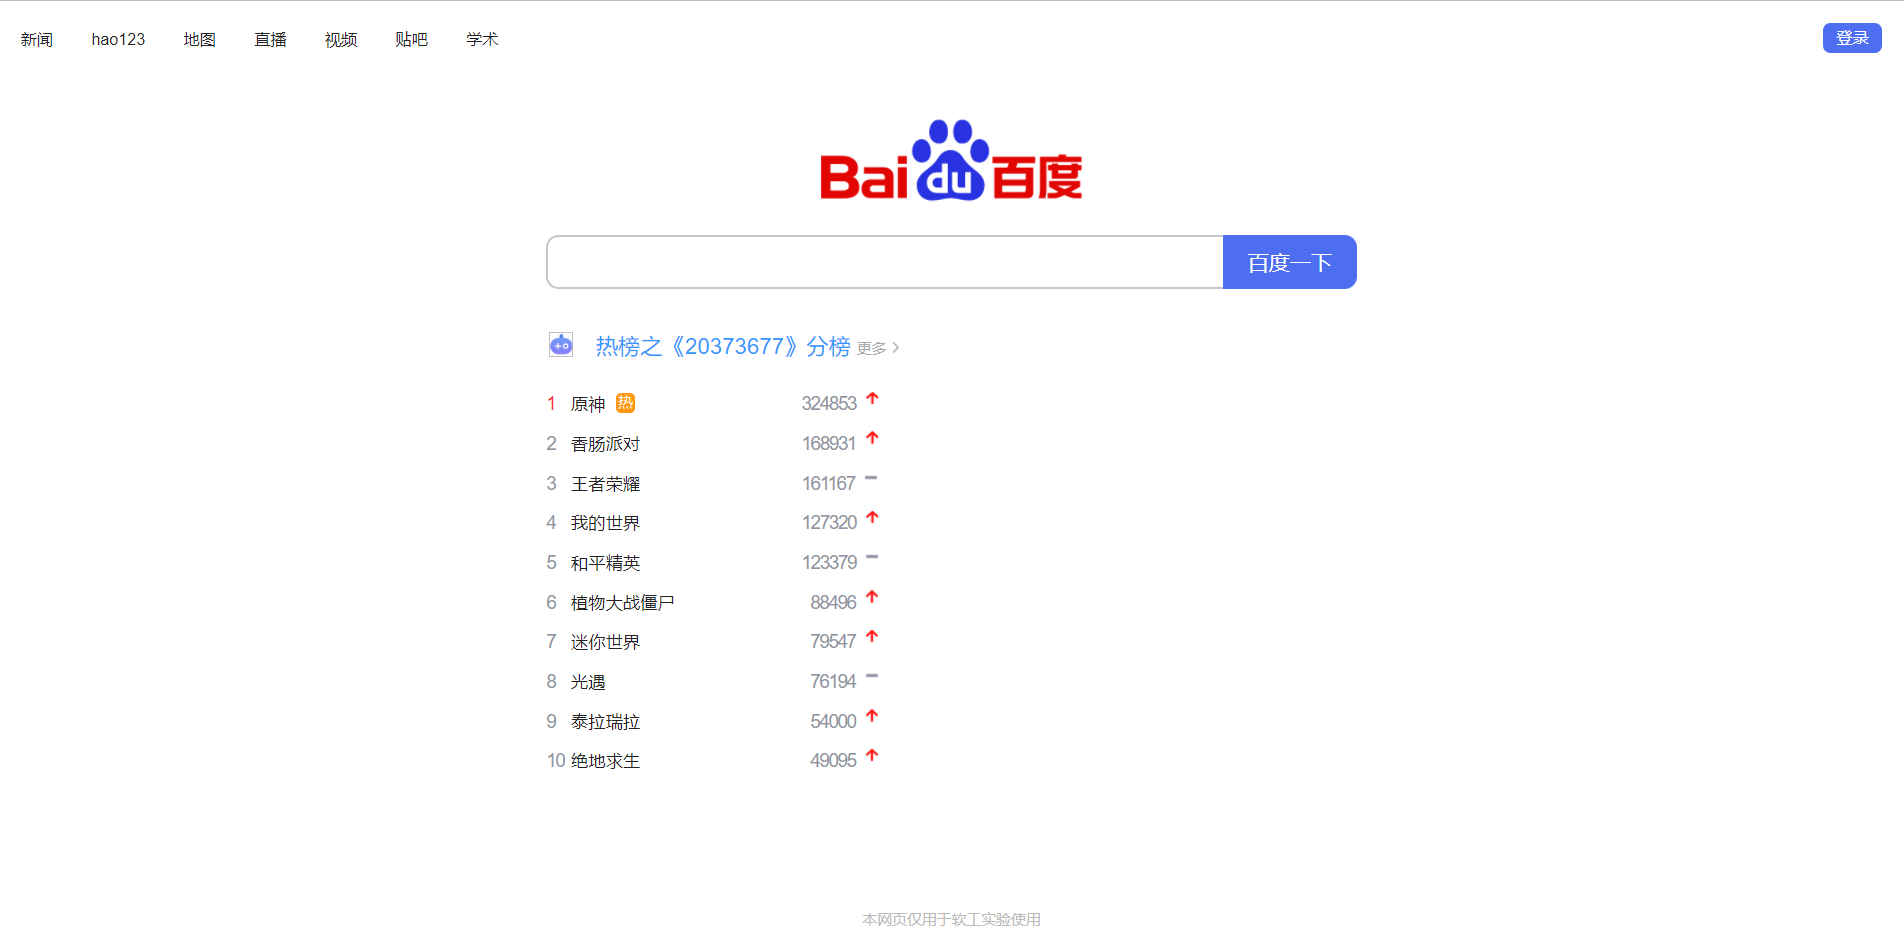 新闻 hao123 地图 直播 视频 贴吧 学术 登录
Bai du 百度
百度一下
热榜之《20373677》分榜 更多
1 原神 热 324853
2 香肠派对 168931
3 王者荣耀 161167
4 我的世界 127320
5 和平精英 123379
6 植物大战僵尸 88496
7 迷你世界 79547
8 光遇 76194
9 泰拉瑞拉 54000
10 绝地求生 49095
本网页仅用于软工实验使用